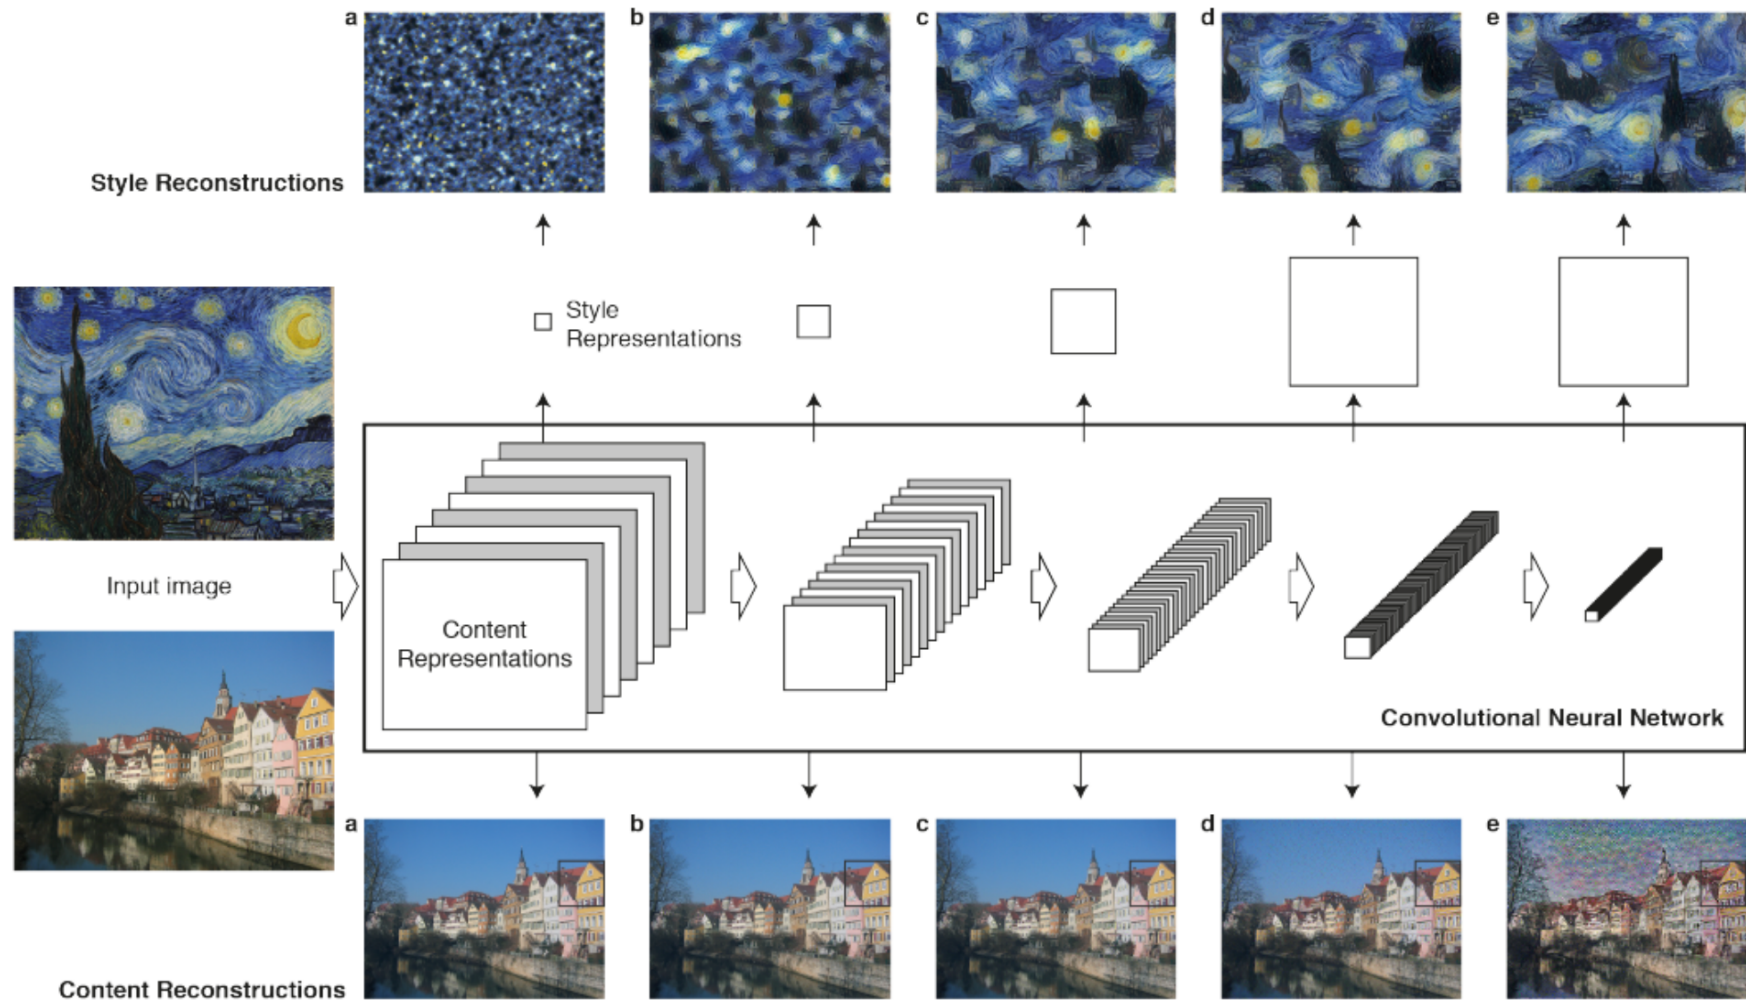 a
b
c
d
e
Style Reconstructions
Style
Representations
Input image
Content
Representations
Convolutional Neural Network
a
b
c
d
e
Content Reconstructions